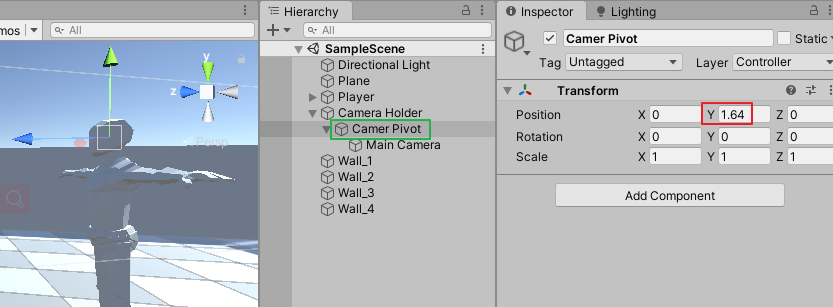 mos All
y
z
Persp
Hierarchy
All
SampleScene
Directional Light
Plane
Player
Camera Holder
Camer Pivot
Main Camera
Wall_1
Wall_2
Wall_3
Wall_4
Inspector Lighting
Camer Pivot Static
Tag Untagged Layer Controller
Transform
Position X 0 Y 1.64 Z 0
Rotation X 0 Y 0 Z 0
Scale X 1 Y 1 Z 1
Add Component